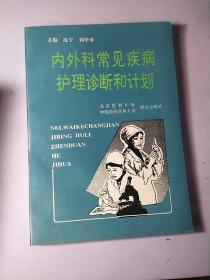 主编 沈宁 刘华平
内外科常见疾病
护理诊断和计划
北京医科大学
中国协和医科大学
联合出版社
NEIWAIKECHANGJIAN
JIBING HULI
ZHENDUAN
HE
JIHUA